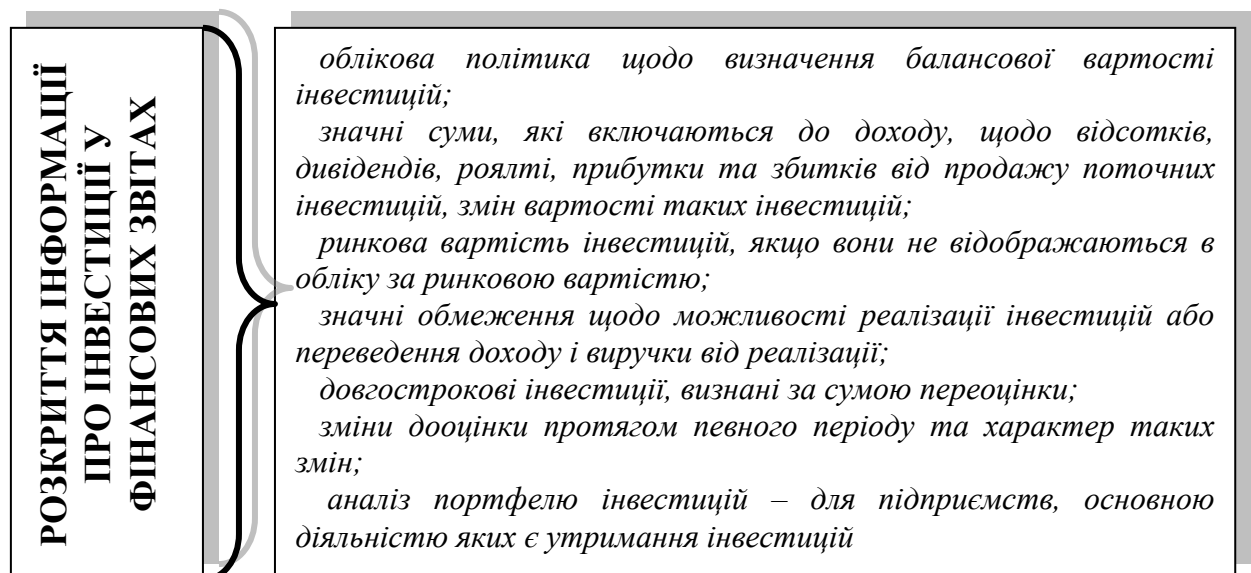 РОЗКРИТТЯ ІНФОРМАЦІЇ
ПРО ІНВЕСТИЦІЇ У
ФІНАНСОВИХ ЗВІТАХ
облікова політика щодо визначення балансової вартості
інвестицій;
значні суми, які включаються до доходу, щодо відсотків,
дивідендів, роялті, прибутки та збитків від продажу поточних
інвестицій, змін вартості таких інвестицій;
ринкова вартість інвестицій, якщо вони не відображаються в
обліку за ринковою вартістю;
значні обмеження щодо можливості реалізації інвестицій або
переведення доходу і виручки від реалізації;
довгострокові інвестиції, визнані за сумою переоцінки;
зміни дооцінки протягом певного періоду та характер таких
змін;
аналіз портфелю інвестицій – для підприємств, основною
діяльністю яких є утримання інвестицій